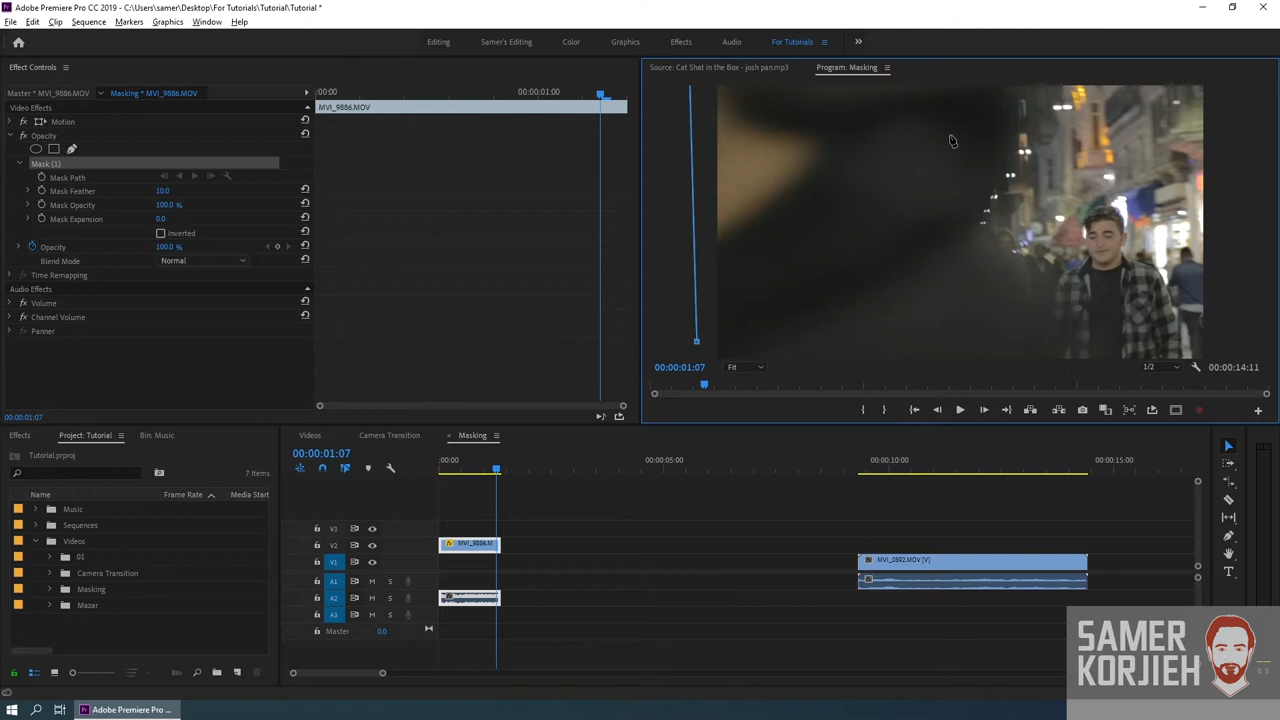 Adobe Premiere Pro CC 2019 - C:\Users\samer\Desktop\For Tutorials\Tutorial\Tutorial *
File Edit Clip Sequence Markers Graphics Window Help
Editing Samer's Editing Color Graphics Effects Audio For Tutorials
Effect Controls
Master * MVI_9886.MOV Masking * MVI_9886.MOV
:00:00 00:00:01:00
Video Effects
MVI_9886.MOV
fx Motion
Opacity
Mask (1)
Mask Path
Mask Feather 10.0
Mask Opacity 100.0 %
Mask Expansion 0.0
Inverted
Opacity 100.0 %
Blend Mode Normal
Time Remapping
Audio Effects
fx Volume
fx Channel Volume
Panner
00:00:01:07
Source: Cat Shat in the Box - josh pan.mp3 Program: Masking
00:00:01:07 Fit 1/2 00:00:14:11
Effects Project: Tutorial Bin: Music
Tutorial.prproj
7 Items
Name Frame Rate Media Start
Music
Sequences
Videos
01
Camera Transition
Masking
Mazar
Videos Camera Transition Masking
00:00:01:07
:00:00 00:00:05:00 00:00:10:00 00:00:15:00
V3
V2 fx MVI_9886.M
V1 MVI_0892.MOV [V]
A1 M S
A2 M S
A3 M S
Master 0.0
S S
SAMER
KORJIEH
Adobe Premiere Pro ...